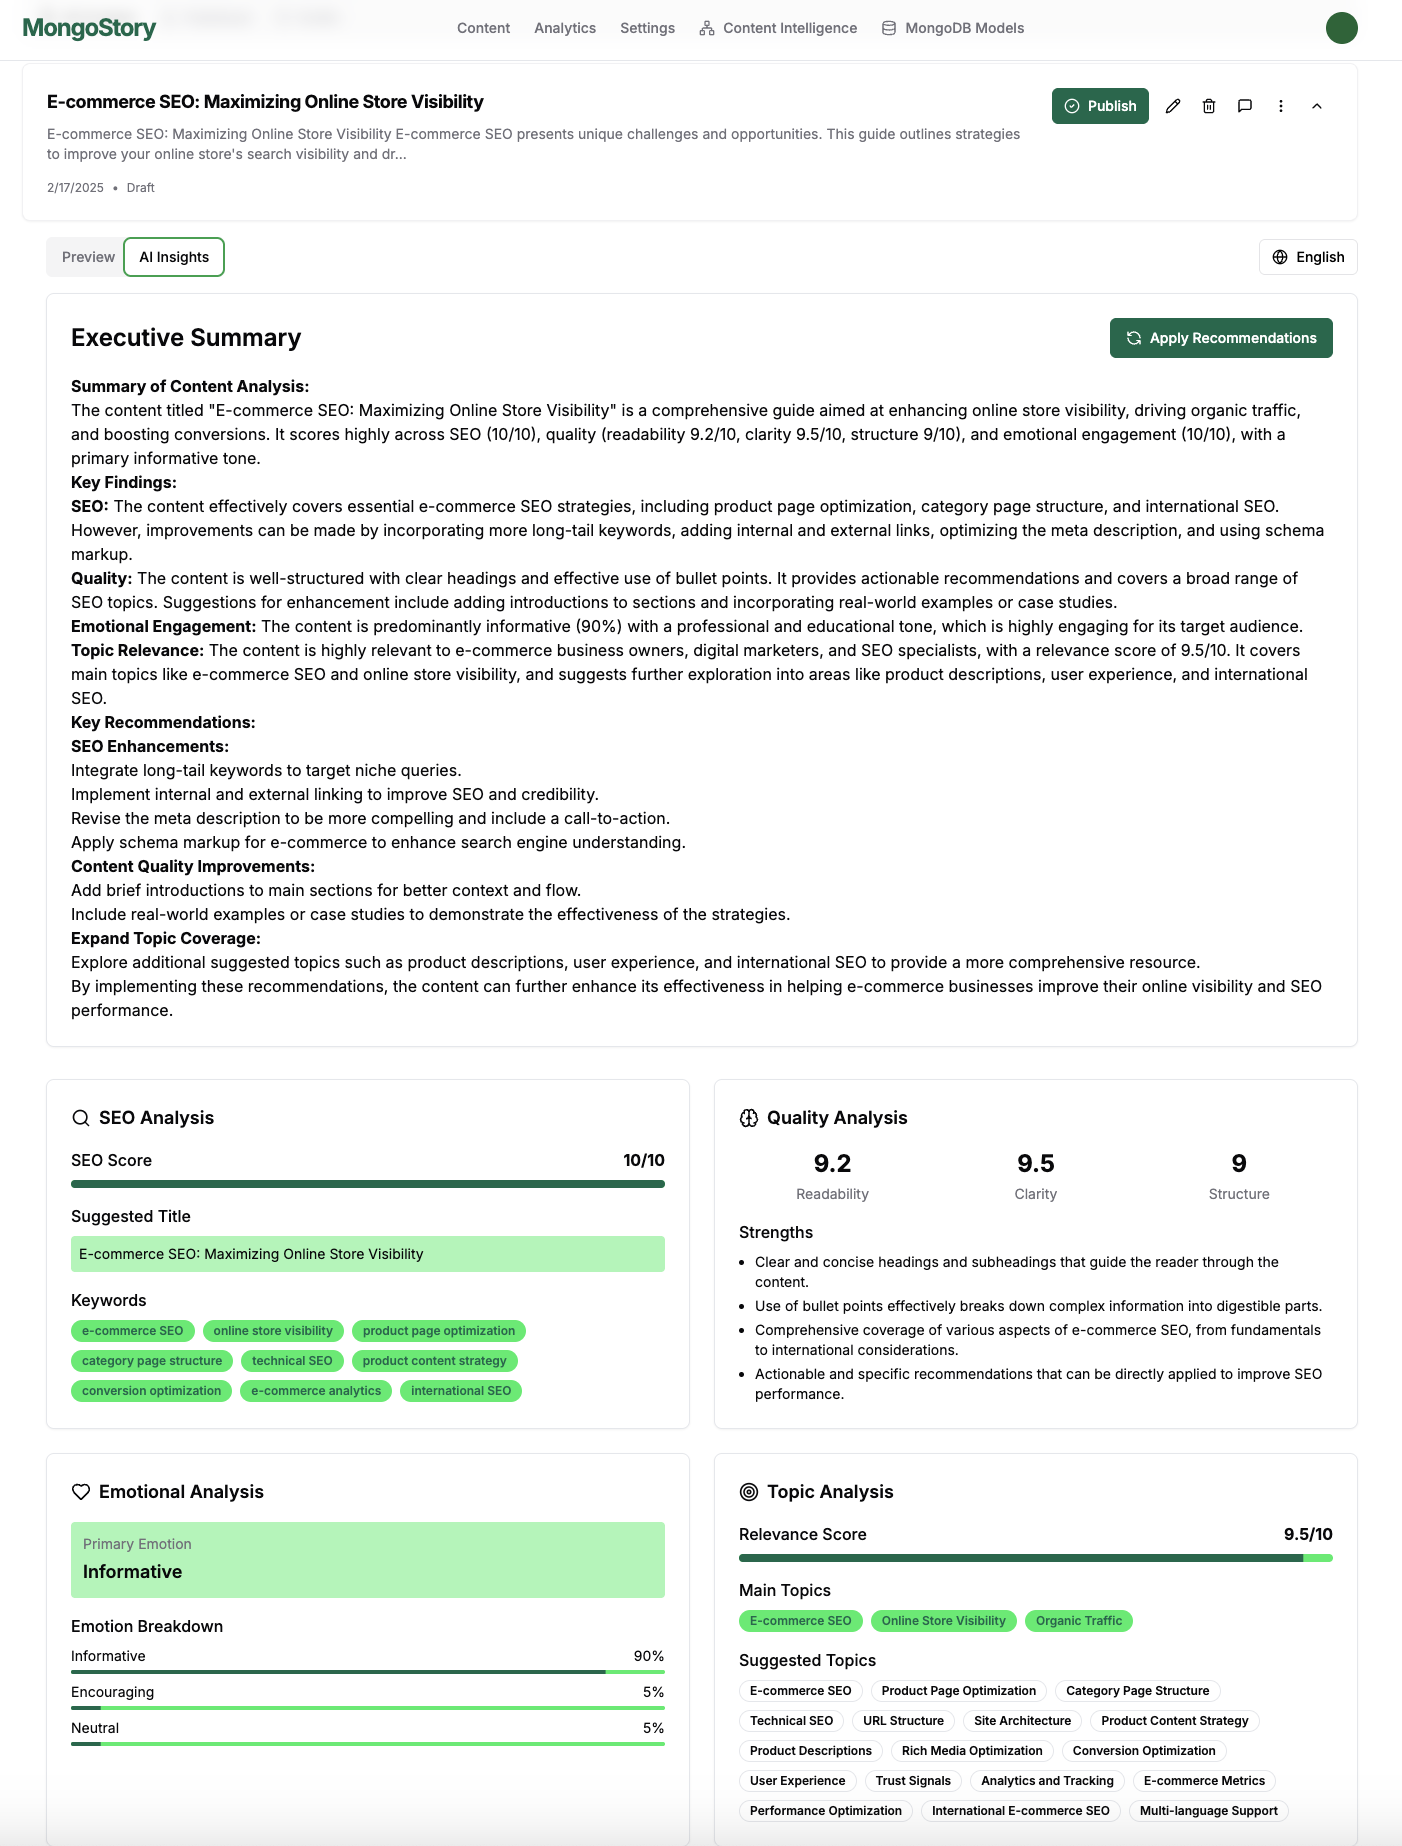 MongoStory
Content
Analytics
Settings
Content Intelligence
MongoDB Models
E-commerce SEO: Maximizing Online Store Visibility
Publish
E-commerce SEO: Maximizing Online Store Visibility E-commerce SEO presents unique challenges and opportunities. This guide outlines strategies
to improve your online store's search visibility and dr...
2/17/2025 • Draft
Preview
AI Insights
English
Executive Summary
Apply Recommendations
Summary of Content Analysis:
The content titled "E-commerce SEO: Maximizing Online Store Visibility" is a comprehensive guide aimed at enhancing online store visibility, driving organic traffic,
and boosting conversions. It scores highly across SEO (10/10), quality (readability 9.2/10, clarity 9.5/10, structure 9/10), and emotional engagement (10/10), with a
primary informative tone.
Key Findings:
SEO: The content effectively covers essential e-commerce SEO strategies, including product page optimization, category page structure, and international SEO.
However, improvements can be made by incorporating more long-tail keywords, adding internal and external links, optimizing the meta description, and using schema
markup.
Quality: The content is well-structured with clear headings and effective use of bullet points. It provides actionable recommendations and covers a broad range of
SEO topics. Suggestions for enhancement include adding introductions to sections and incorporating real-world examples or case studies.
Emotional Engagement: The content is predominantly informative (90%) with a professional and educational tone, which is highly engaging for its target audience.
Topic Relevance: The content is highly relevant to e-commerce business owners, digital marketers, and SEO specialists, with a relevance score of 9.5/10. It covers
main topics like e-commerce SEO and online store visibility, and suggests further exploration into areas like product descriptions, user experience, and international
SEO.
Key Recommendations:
SEO Enhancements:
Integrate long-tail keywords to target niche queries.
Implement internal and external linking to improve SEO and credibility.
Revise the meta description to be more compelling and include a call-to-action.
Apply schema markup for e-commerce to enhance search engine understanding.
Content Quality Improvements:
Add brief introductions to main sections for better context and flow.
Include real-world examples or case studies to demonstrate the effectiveness of the strategies.
Expand Topic Coverage:
Explore additional suggested topics such as product descriptions, user experience, and international SEO to provide a more comprehensive resource.
By implementing these recommendations, the content can further enhance its effectiveness in helping e-commerce businesses improve their online visibility and SEO
performance.
SEO Analysis
SEO Score
10/10
Suggested Title
E-commerce SEO: Maximizing Online Store Visibility
Keywords
e-commerce SEO
online store visibility
product page optimization
category page structure
technical SEO
product content strategy
conversion optimization
e-commerce analytics
international SEO
Quality Analysis
9.2
9.5
9
Readability
Clarity
Structure
Strengths
• Clear and concise headings and subheadings that guide the reader through the
content.
• Use of bullet points effectively breaks down complex information into digestible parts.
• Comprehensive coverage of various aspects of e-commerce SEO, from fundamentals
to international considerations.
• Actionable and specific recommendations that can be directly applied to improve SEO
performance.
Emotional Analysis
Primary Emotion
Informative
Emotion Breakdown
Informative
90%
Encouraging
5%
Neutral
5%
Topic Analysis
Relevance Score
9.5/10
Main Topics
E-commerce SEO
Online Store Visibility
Organic Traffic
Suggested Topics
E-commerce SEO
Product Page Optimization
Category Page Structure
Technical SEO
URL Structure
Site Architecture
Product Content Strategy
Product Descriptions
Rich Media Optimization
Conversion Optimization
User Experience
Trust Signals
Analytics and Tracking
E-commerce Metrics
Performance Optimization
International E-commerce SEO
Multi-language Support